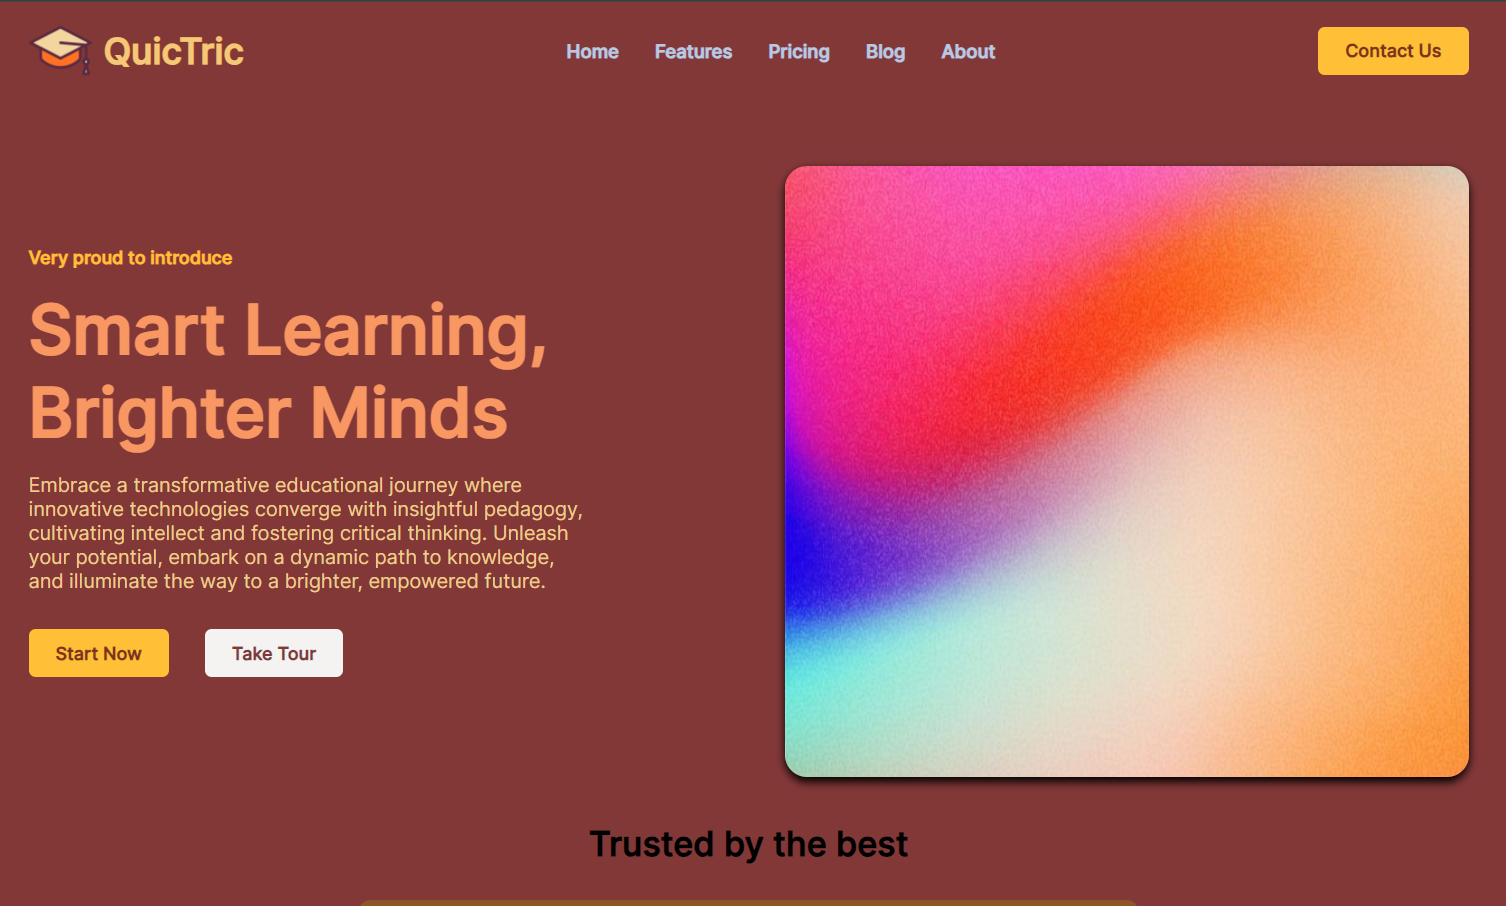 QuicTric
Home
Features
Pricing
Blog
About
Contact Us
Very proud to introduce
Smart Learning,
Brighter Minds
Embrace a transformative educational journey where
innovative technologies converge with insightful pedagogy,
cultivating intellect and fostering critical thinking. Unleash
your potential, embark on a dynamic path to knowledge,
and illuminate the way to a brighter, empowered future.
Start Now
Take Tour
Trusted by the best